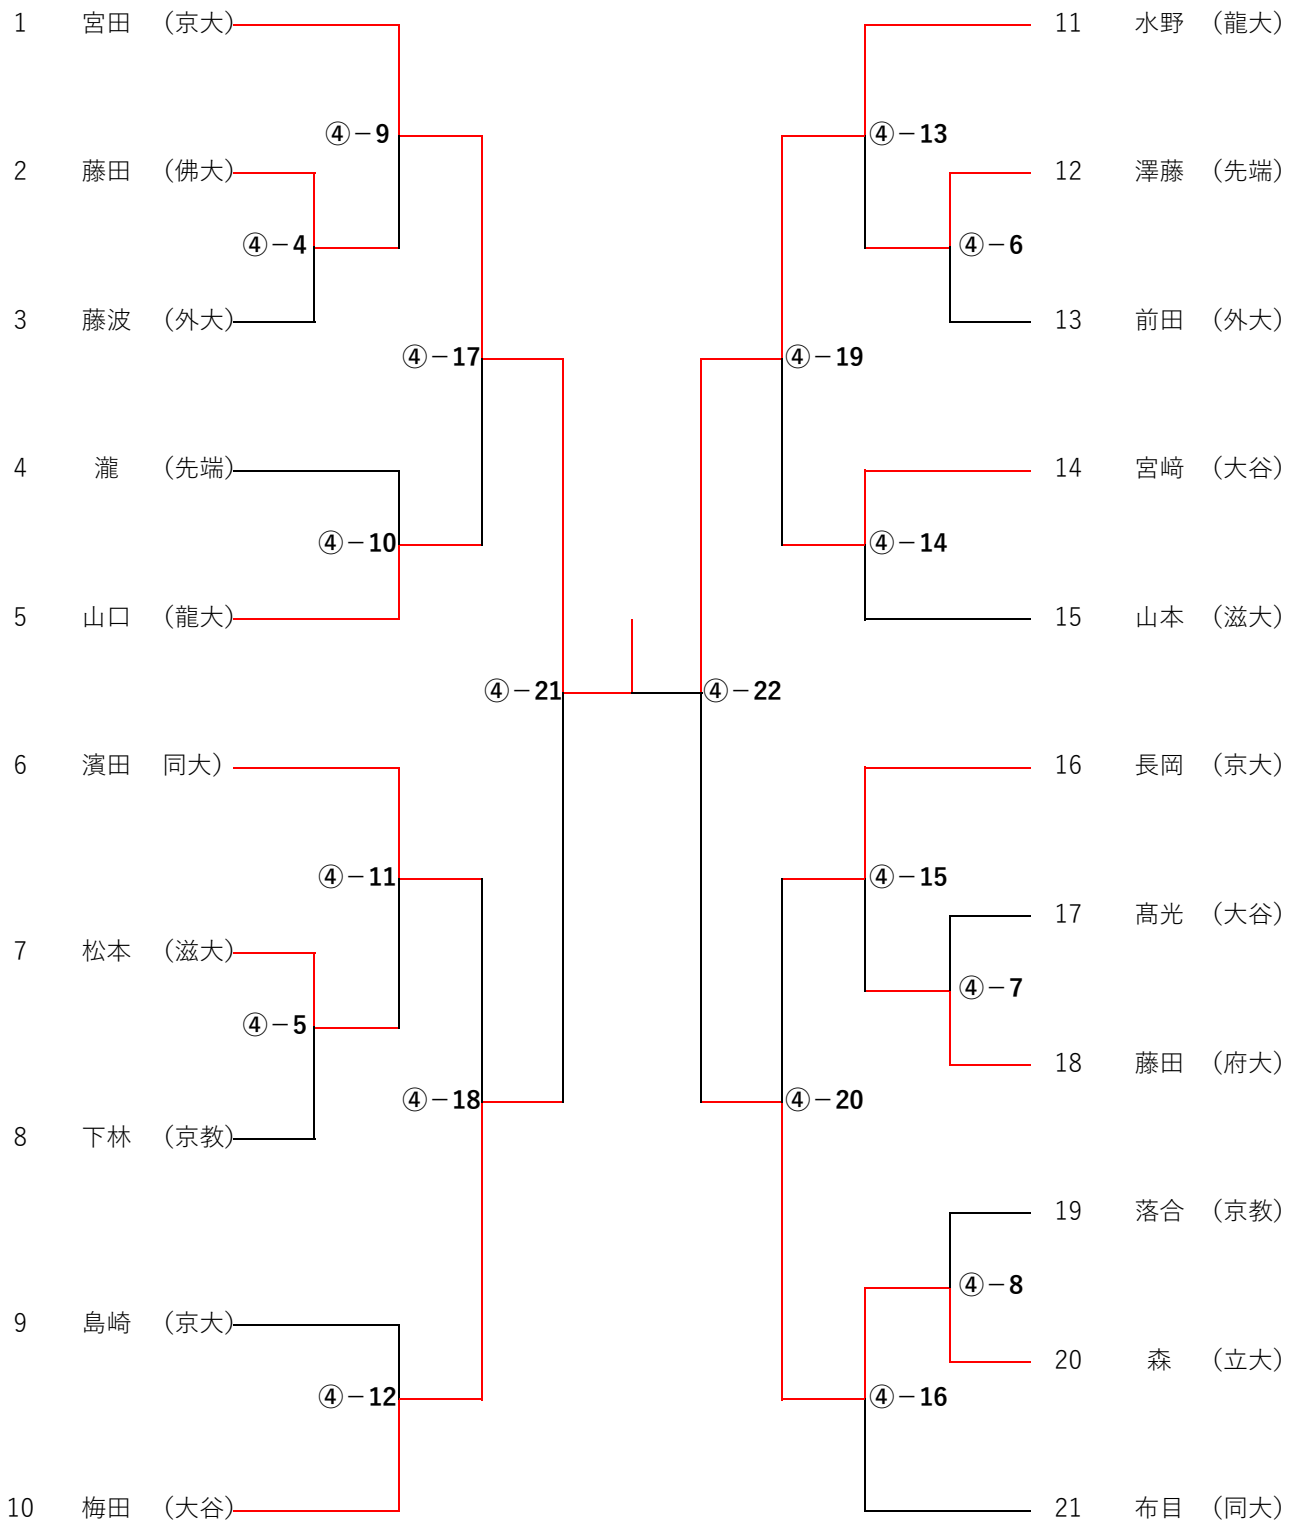 1 宮田 （京大）
④－9
2 藤田 （佛大）
④－4
3 藤波 （外大）
④－17
4 瀧 （先端）
④－10
5 山口 （龍大）
④－21
6 濱田 同大）
④－11
7 松本 （滋大）
④－5
④－18
8 下林 （京教）
9 島崎 （京大）
④－12
10 梅田 （大谷）
11 水野 （龍大）
④－13
12 澤藤 （先端）
④－6
13 前田 （外大）
④－19
14 宮﨑 （大谷）
④－14
15 山本 （滋大）
④－22
16 長岡 （京大）
④－15
17 髙光 （大谷）
④－7
18 藤田 （府大）
④－20
19 落合 （京教）
④－8
20 森 （立大）
④－16
21 布目 （同大）